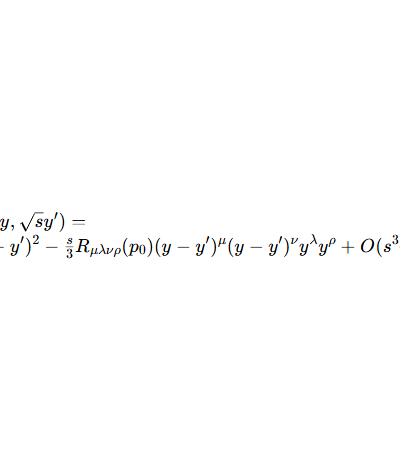 y, √sy′) =
- y′)² − s/3 R_{μλνρ}(p₀)(y − y′)^μ(y − y′)^ν y^λ y^ρ + O(s³